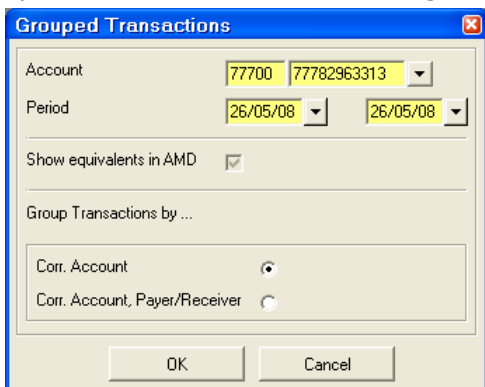 Grouped Transactions
Account 77700 77782963313
Period 26/05/08 26/05/08
Show equivalents in AMD
Group Transactions by ...
Corr. Account
Corr. Account, Payer/Receiver
OK Cancel